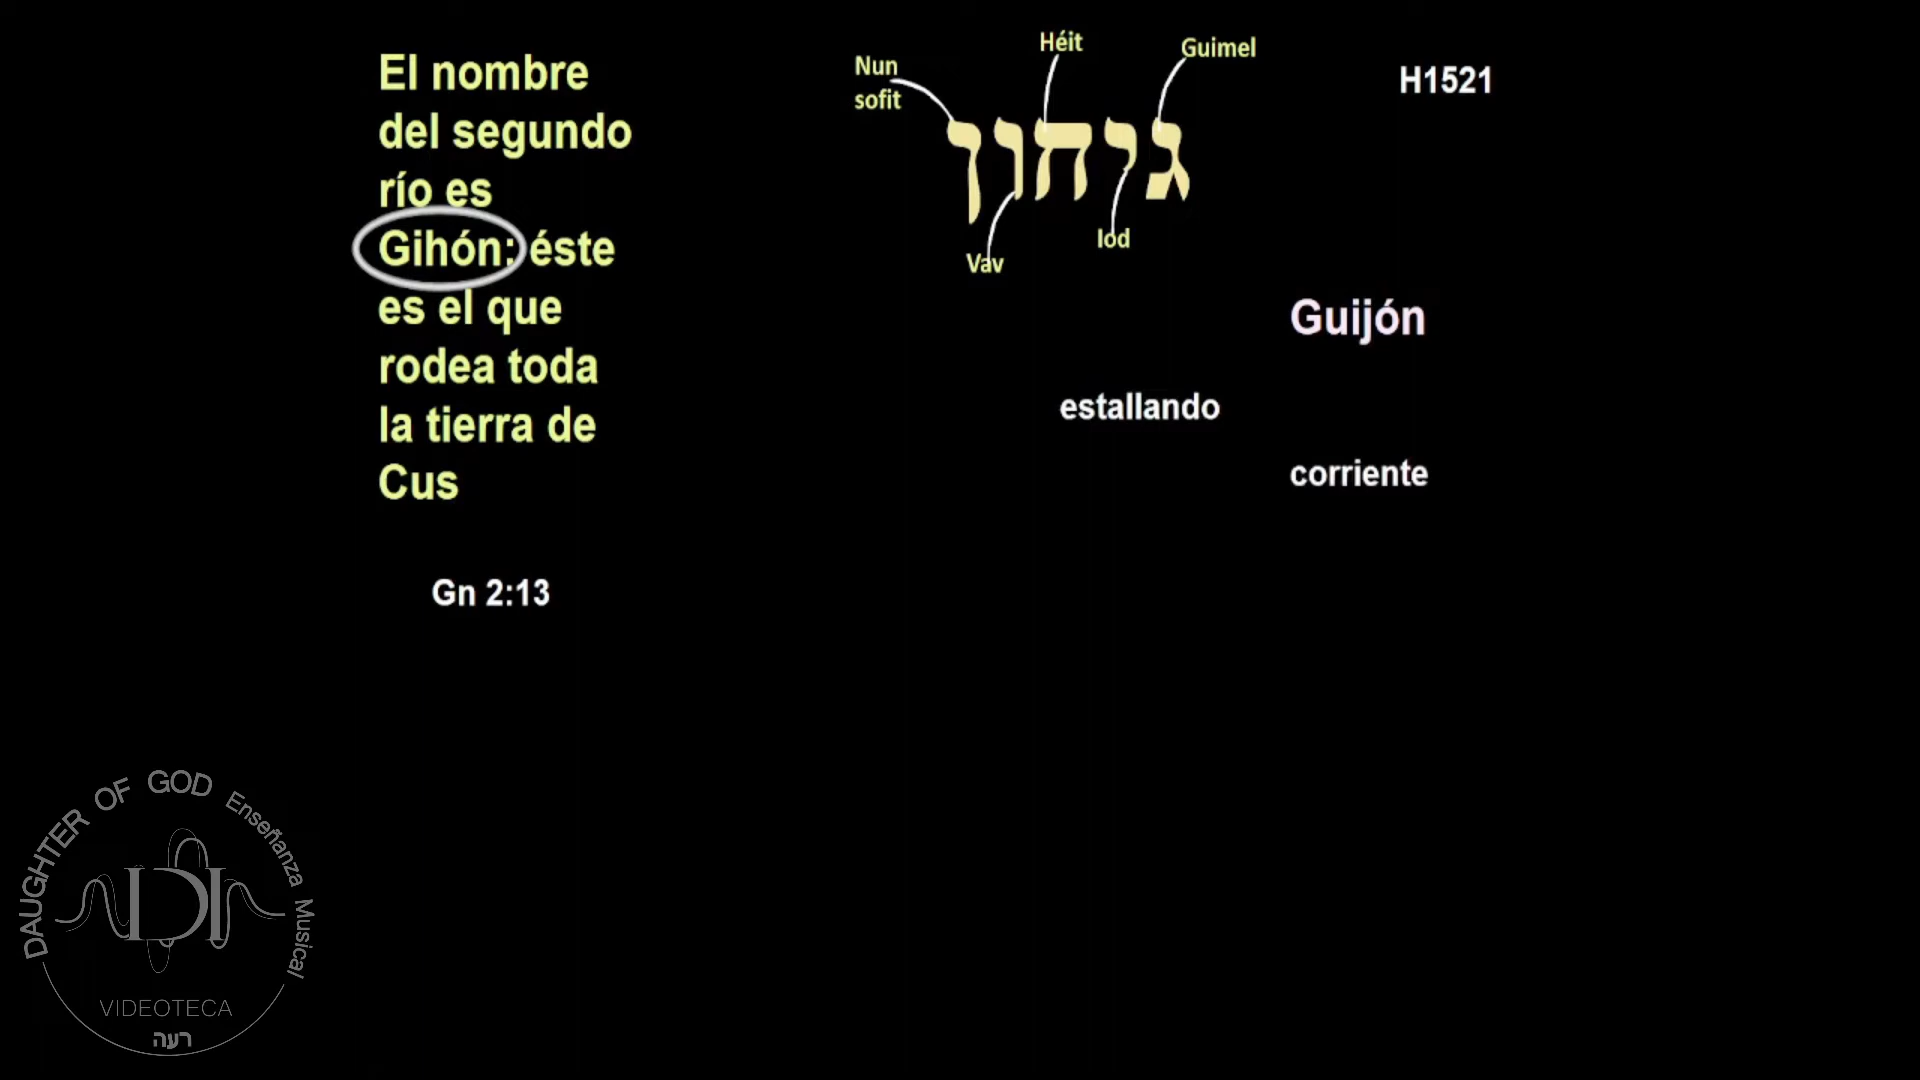 El nombre
del segundo
río es
Gihón: éste
es el que
rodea toda
la tierra de
Cus
Gn 2:13
Nun
sofit
Héit
Guimel
גיחון
Vav
Iod
H1521
Guijón
estallando
corriente
DAUGHTER OF GOD Enseñanza Musical
DI
VIDEOTECA
רעה